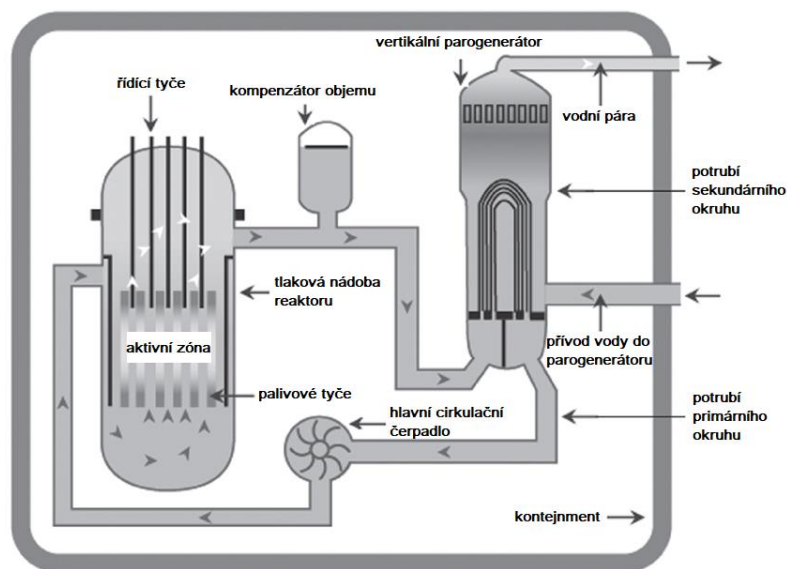 vertikální parogenerátor
řídící tyče
kompenzátor objemu
vodní pára
potrubí
sekundárního
okruhu
tlaková nádoba
reaktoru
aktivní zóna
přívod vody do
parogenerátoru
palivové tyče
hlavní cirkulační
čerpadlo
potrubí
primárního
okruhu
kontejnment